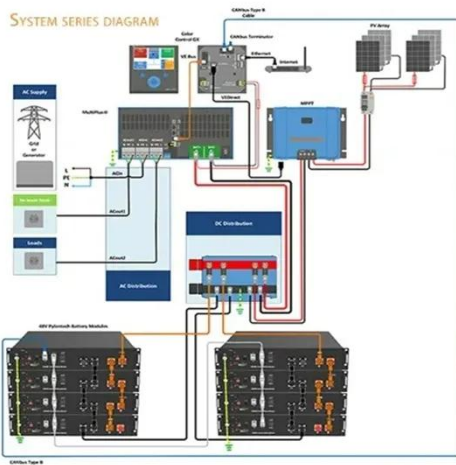 SYSTEM SERIES DIAGRAM
CANbus Type B
Cable
Color
Control GX
CANbus Terminator
PV Array
VE Bus
Ethernet
Internet
AC Supply
MultiPlus-II
VE Direct
MPPT
Grid
or
Generator
L
PE
N
ACin
ACout1
Loads
DC Distribution
ACout2
AC Distribution
48V Pylontech Battery Modules
CANbus Type B